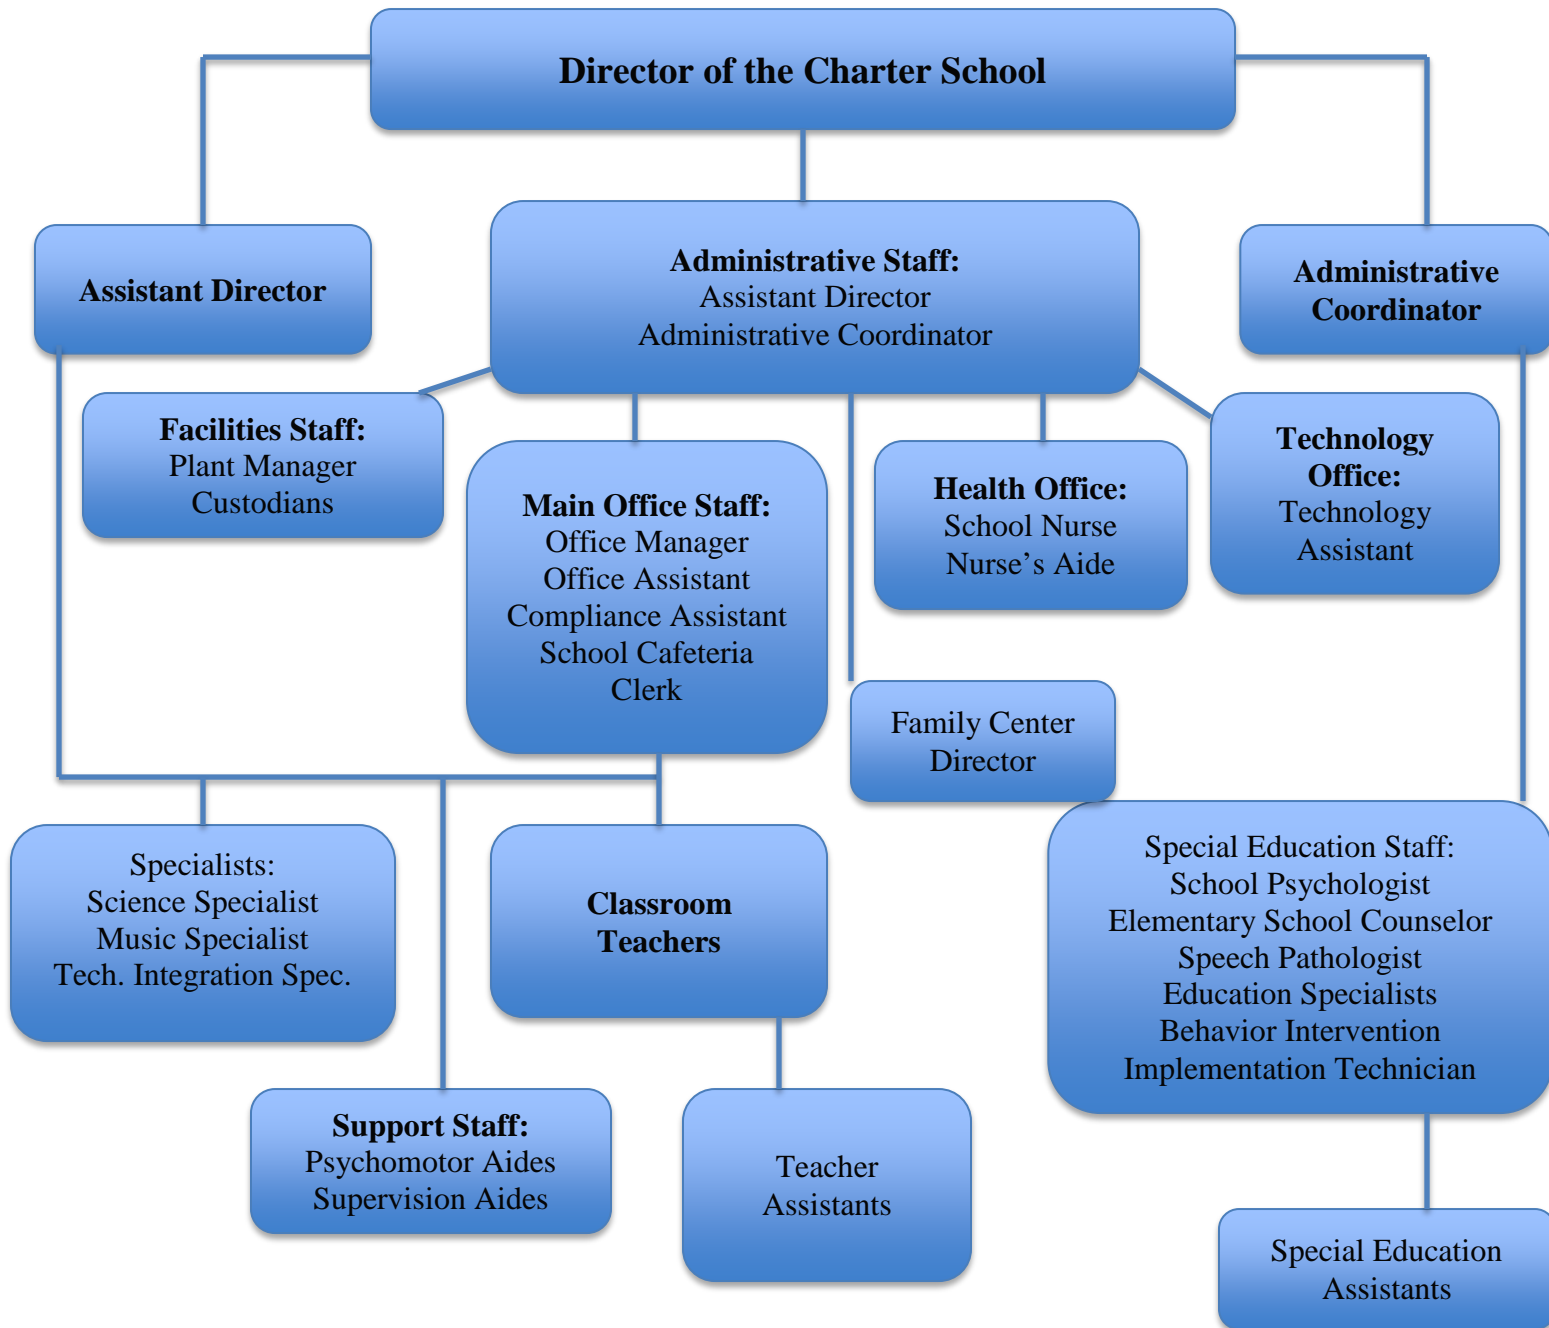 Director of the Charter School
Assistant Director
Administrative Staff:
Assistant Director
Administrative Coordinator
Administrative
Coordinator
Facilities Staff:
Plant Manager
Custodians
Main Office Staff:
Office Manager
Office Assistant
Compliance Assistant
School Cafeteria
Clerk
Health Office:
School Nurse
Nurse’s Aide
Technology
Office:
Technology
Assistant
Family Center
Director
Specialists:
Science Specialist
Music Specialist
Tech. Integration Spec.
Classroom
Teachers
Special Education Staff:
School Psychologist
Elementary School Counselor
Speech Pathologist
Education Specialists
Behavior Intervention
Implementation Technician
Support Staff:
Psychomotor Aides
Supervision Aides
Teacher
Assistants
Special Education
Assistants